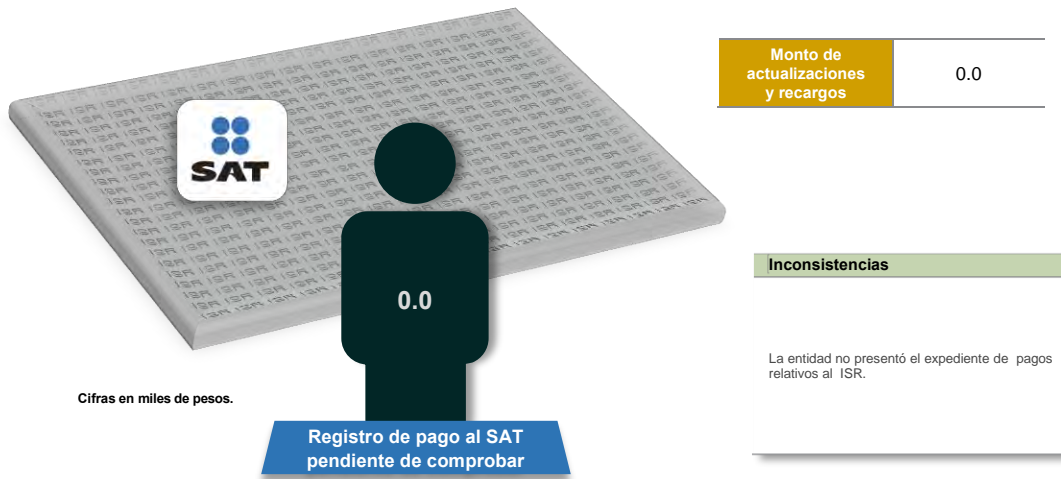 Monto de
actualizaciones
y recargos
0.0
SAT
0.0
Inconsistencias
La entidad no presentó el expediente de pagos
relativos al ISR.
Cifras en miles de pesos.
Registro de pago al SAT
pendiente de comprobar